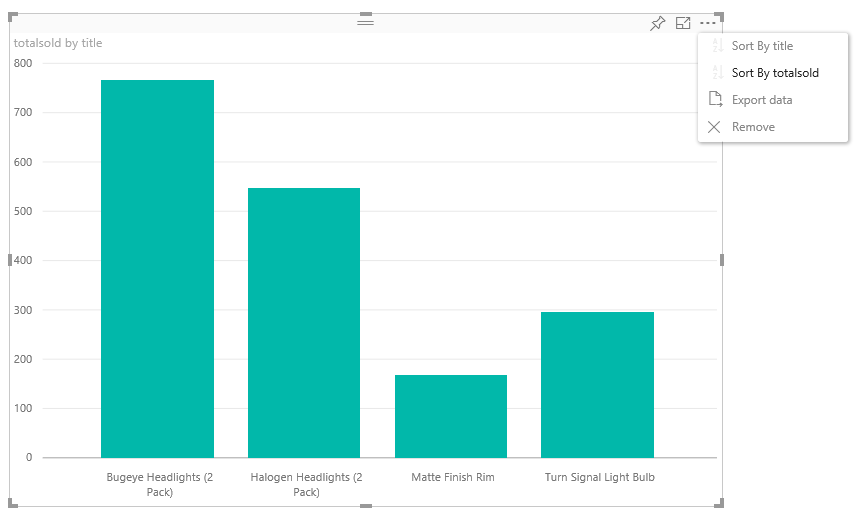 totalsold by title
Sort By title
Sort By totalsold
Export data
Remove
800
700
600
500
400
300
200
100
0
Bugeye Headlights (2
Pack)
Halogen Headlights (2
Pack)
Matte Finish Rim
Turn Signal Light Bulb